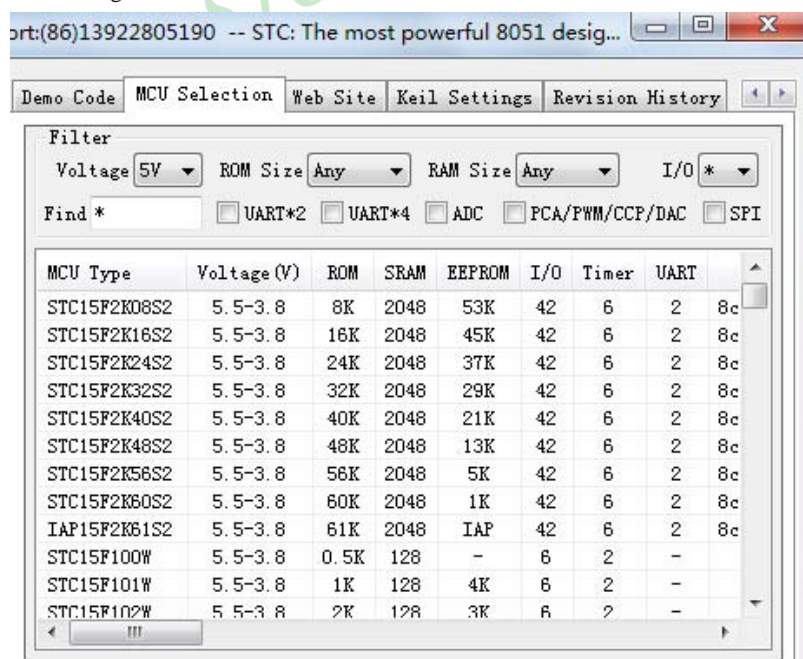 ort:(86)13922805190 -- STC: The most powerful 8051 desig...
Demo Code MCU Selection Web Site Keil Settings Revision History
Filter
Voltage 5V ROM Size Any RAM Size Any I/O *
Find * UART*2 UART*4 ADC PCA/PWM/CCP/DAC SPI
MCU Type Voltage(V) ROM SRAM EEPROM I/O Timer UART
STC15F2K08S2 5.5-3.8 8K 2048 53K 42 6 2 8c
STC15F2K16S2 5.5-3.8 16K 2048 45K 42 6 2 8c
STC15F2K24S2 5.5-3.8 24K 2048 37K 42 6 2 8c
STC15F2K32S2 5.5-3.8 32K 2048 29K 42 6 2 8c
STC15F2K40S2 5.5-3.8 40K 2048 21K 42 6 2 8c
STC15F2K48S2 5.5-3.8 48K 2048 13K 42 6 2 8c
STC15F2K56S2 5.5-3.8 56K 2048 5K 42 6 2 8c
STC15F2K60S2 5.5-3.8 60K 2048 1K 42 6 2 8c
IAP15F2K61S2 5.5-3.8 61K 2048 IAP 42 6 2 8c
STC15F100W 5.5-3.8 0.5K 128 - 6 2 -
STC15F101W 5.5-3.8 1K 128 4K 6 2 -
STC15F102W 5.5-3.8 2K 128 3K 6 2 -